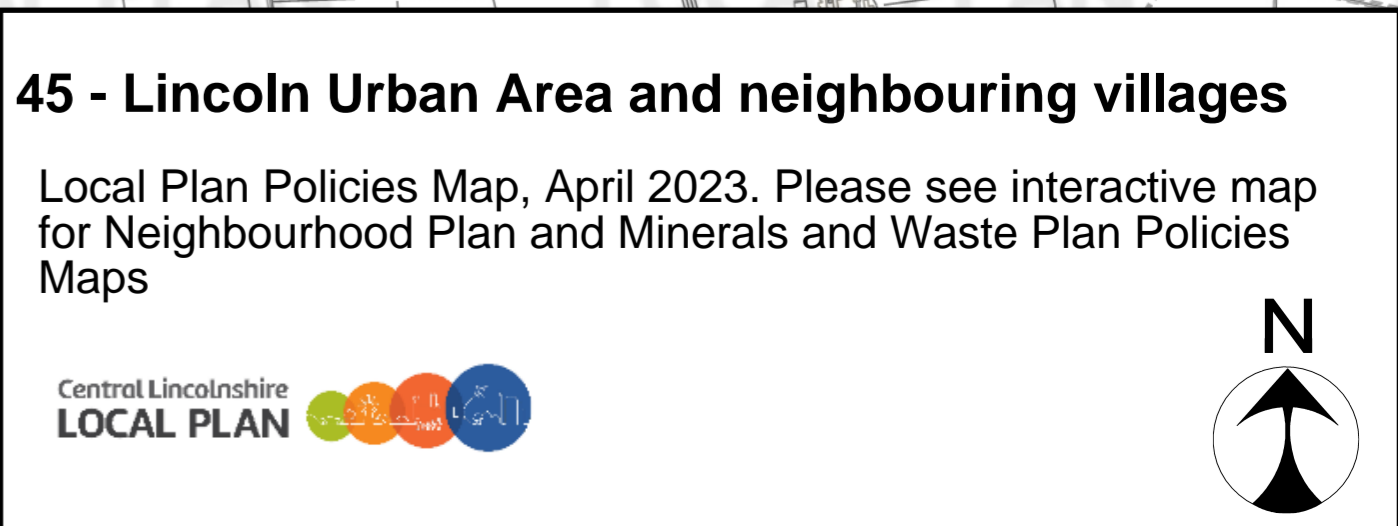 45 - Lincoln Urban Area and neighbouring villages
Local Plan Policies Map, April 2023. Please see interactive map
for Neighbourhood Plan and Minerals and Waste Plan Policies
Maps
N
Central Lincolnshire
LOCAL PLAN